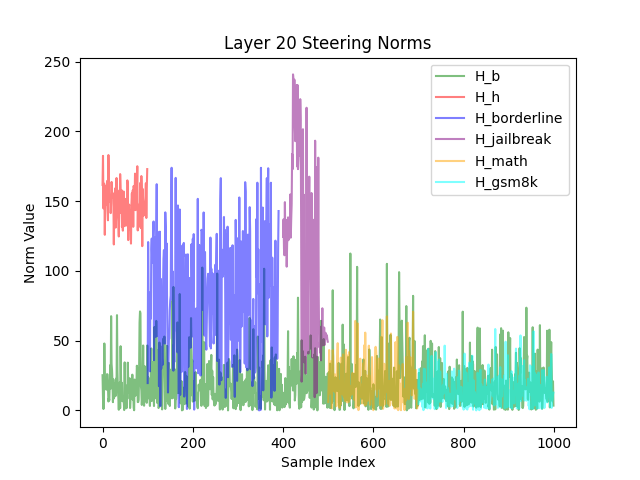 Layer 20 Steering Norms
250
200
150
100
50
0
Norm Value
H_b
H_h
H_borderline
H_jailbreak
H_math
H_gsm8k
0
200
400
600
800
1000
Sample Index